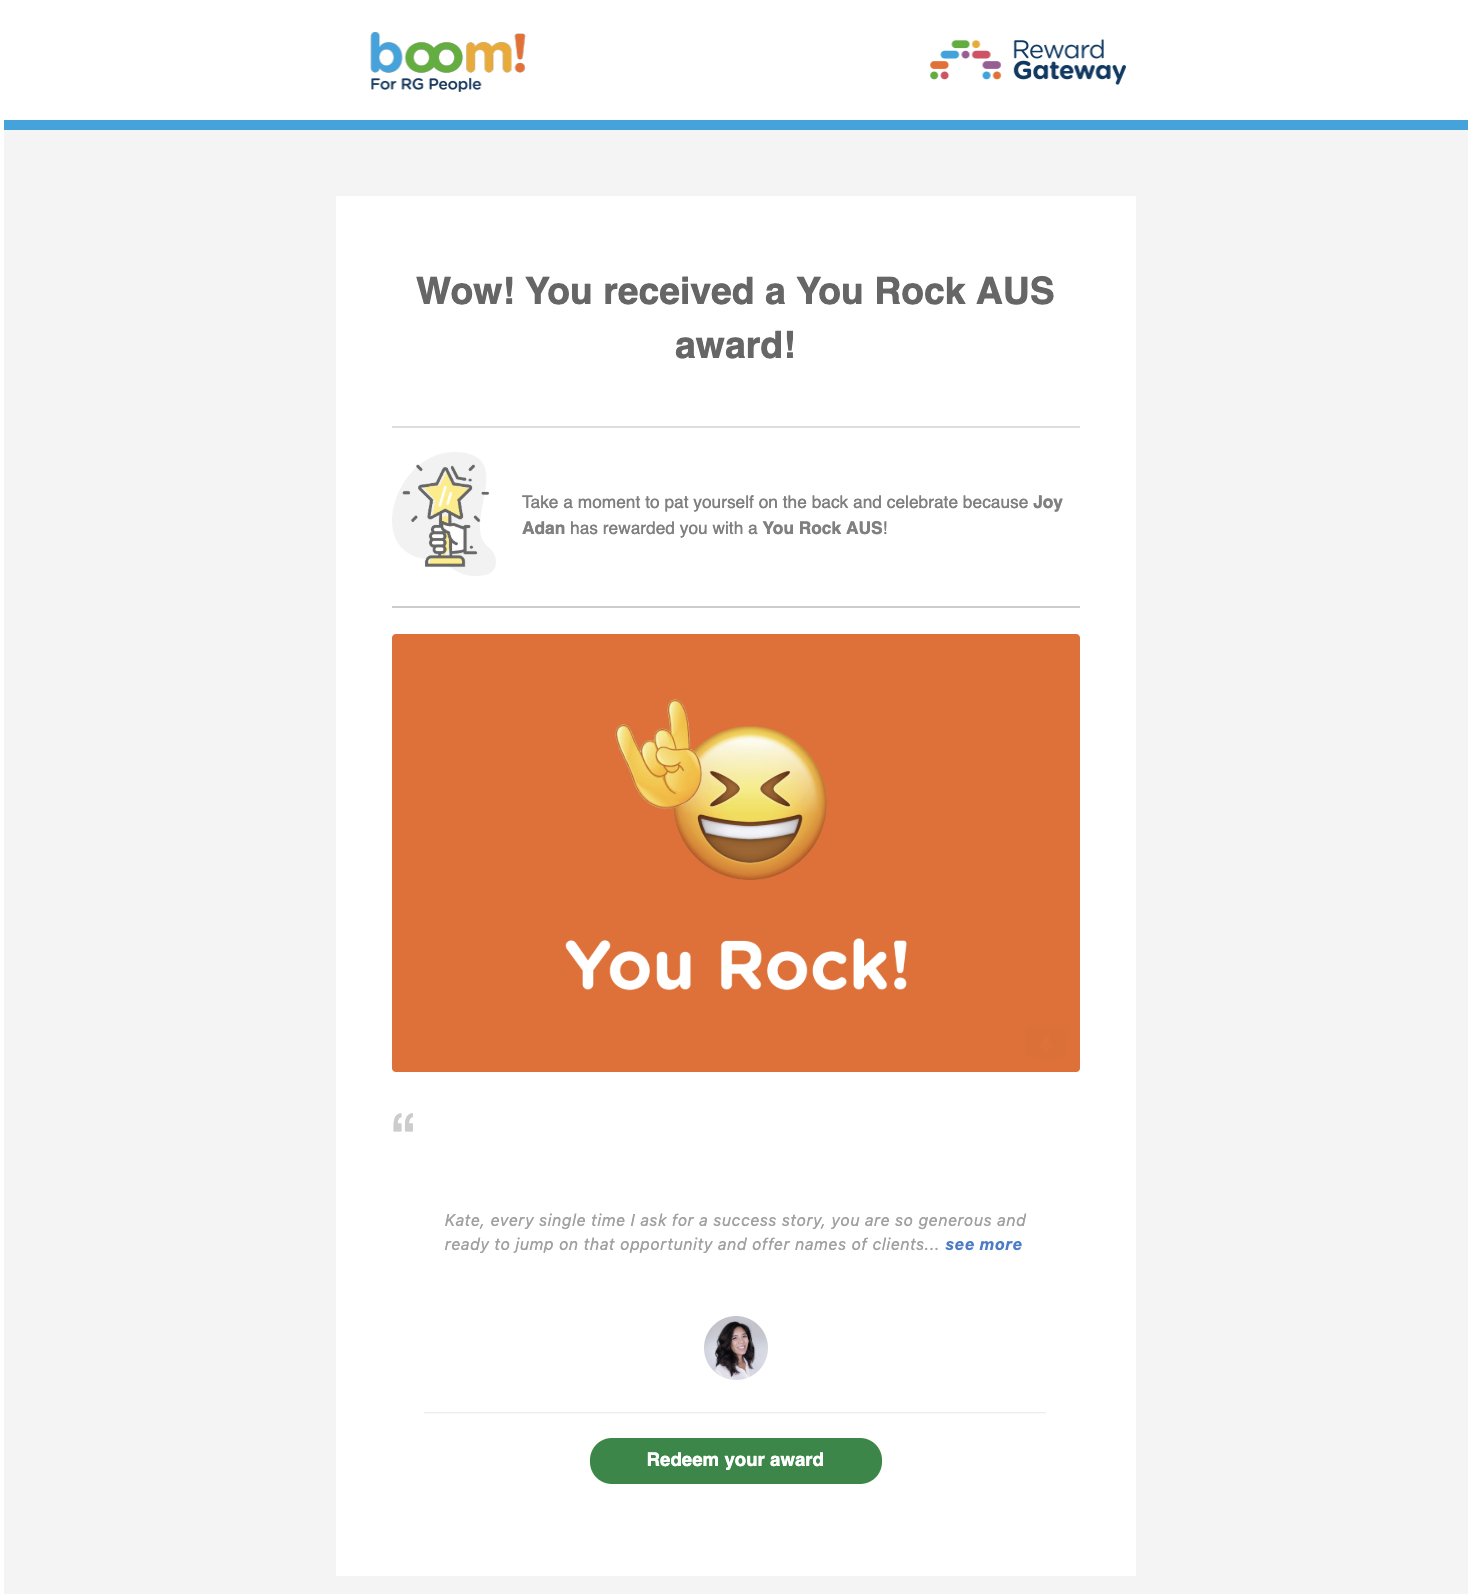 boom!
For RG People
Reward
Gateway
Wow! You received a You Rock AUS
award!
Take a moment to pat yourself on the back and celebrate because Joy
Adan has rewarded you with a You Rock AUS!
You Rock!
“
Kate, every single time I ask for a success story, you are so generous and
ready to jump on that opportunity and offer names of clients... see more
Redeem your award